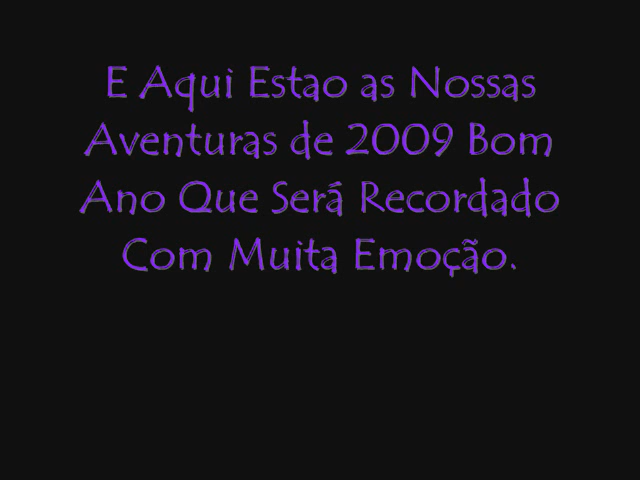 E Aqui Estao as Nossas
Aventuras de 2009 Bom
Ano Que Será Recordado
Com Muita Emoção.